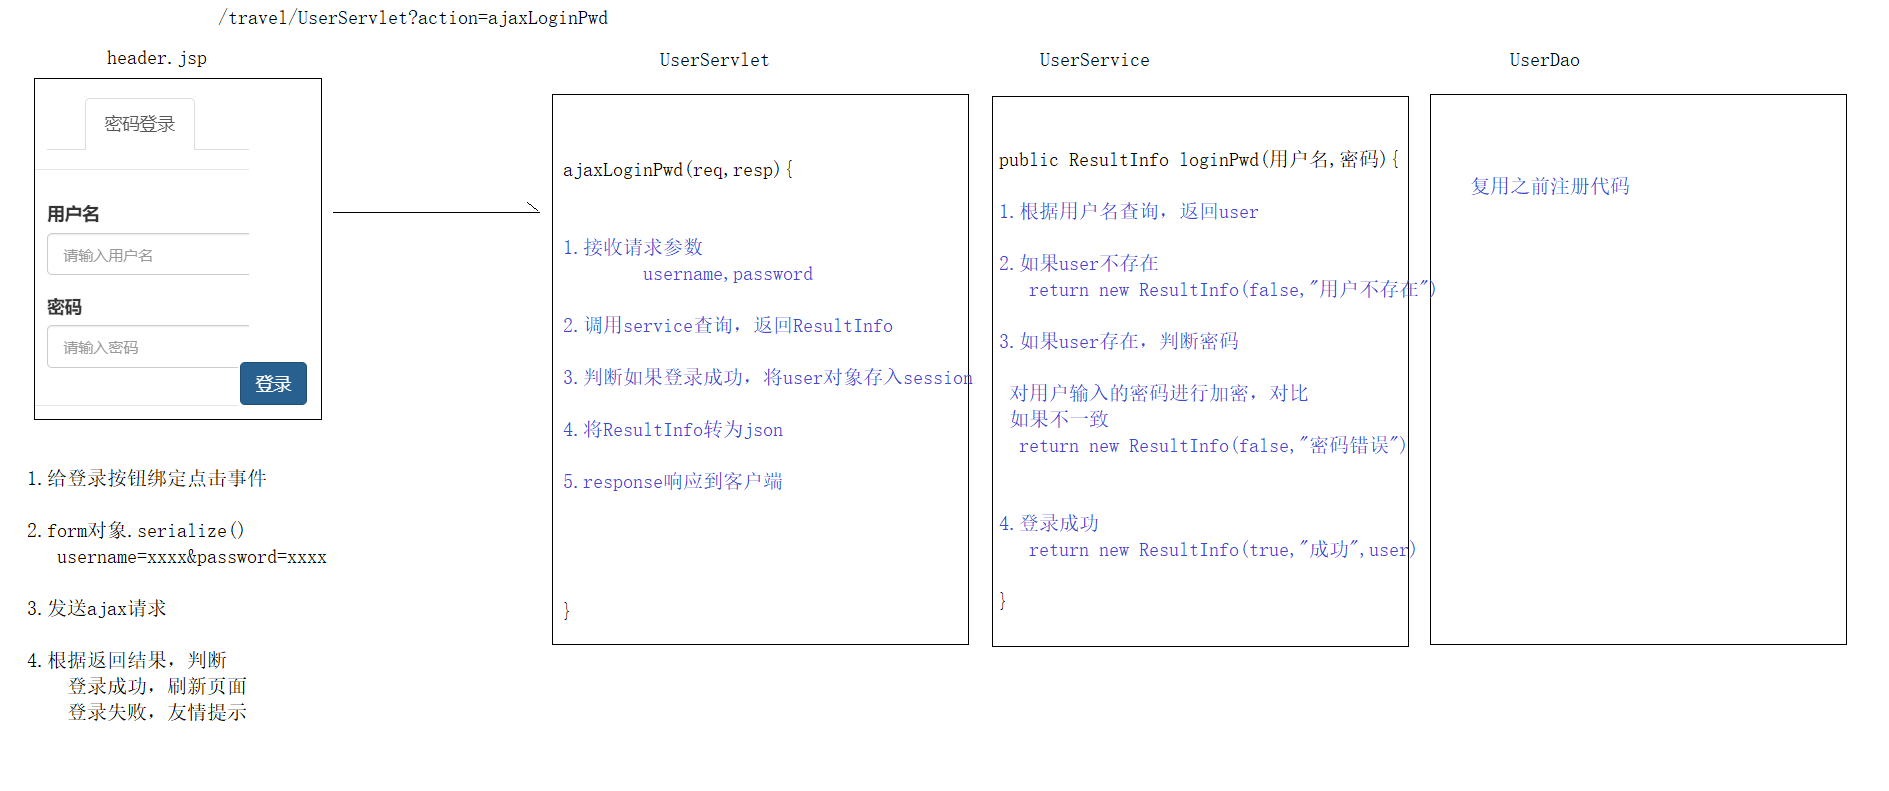 /travel/UserServlet?action=ajaxLoginPwd
header.jsp
密码登录
用户名
请输入用户名
密码
请输入密码
登录
1.给登录按钮绑定点击事件
2.form对象.serialize()
username=xxxx&password=xxxx
3.发送ajax请求
4.根据返回结果，判断
登录成功，刷新页面
登录失败，友情提示
UserServlet
ajaxLoginPwd(req,resp){
1.接收请求参数
username,password
2.调用service查询，返回ResultInfo
3.判断如果登录成功，将user对象存入session
4.将ResultInfo转为json
5.response响应到客户端
}
UserService
public ResultInfo loginPwd(用户名,密码){
1.根据用户名查询，返回user
2.如果user不存在
return new ResultInfo(false,"用户不存在")
3.如果user存在，判断密码
对用户输入的密码进行加密，对比
如果不一致
return new ResultInfo(false,"密码错误")
4.登录成功
return new ResultInfo(true,"成功",user)
}
UserDao
复用之前注册代码